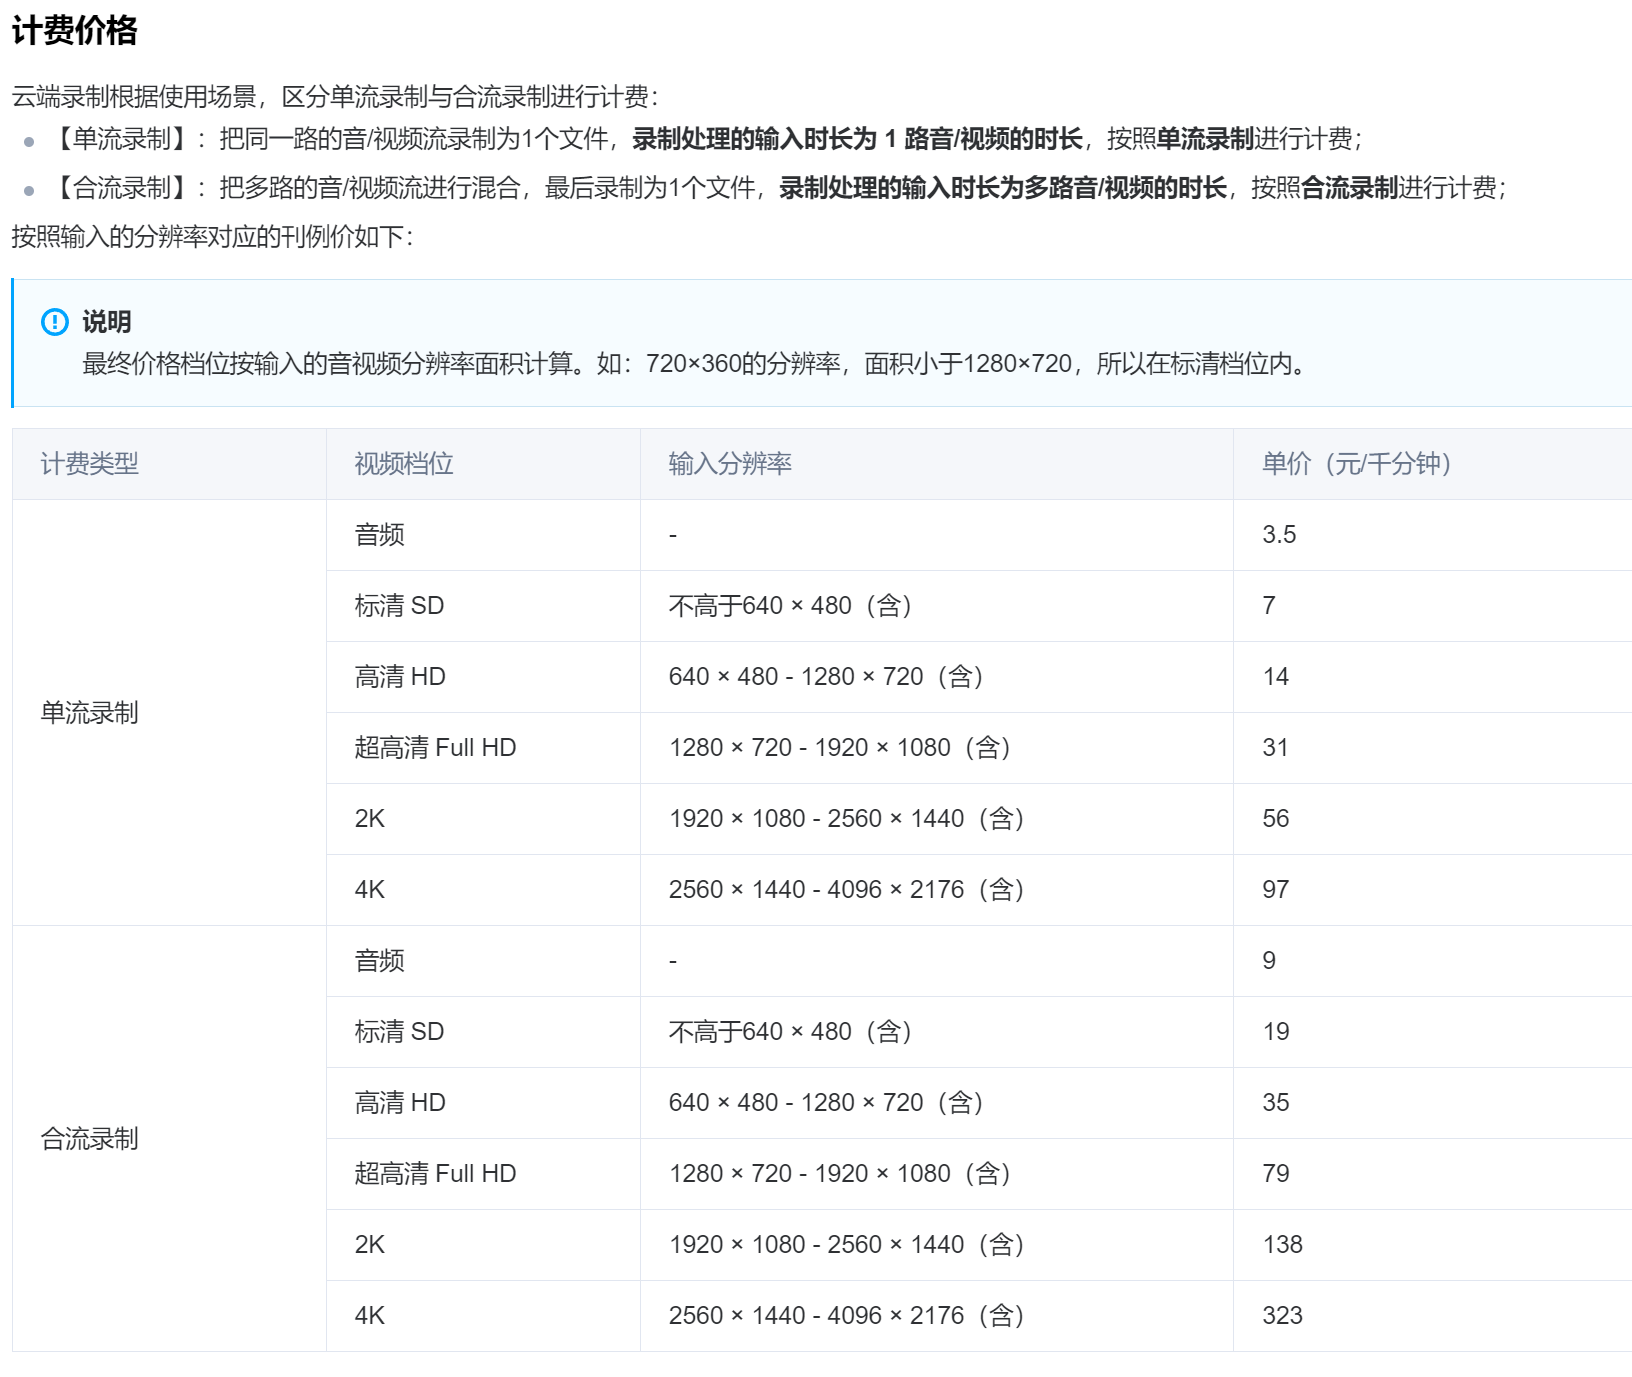 计费价格
云端录制根据使用场景，区分单流录制与合流录制进行计费：
【单流录制】：把同一路的音/视频流录制为1个文件，录制处理的输入时长为 1 路音/视频的时长，按照单流录制进行计费；
【合流录制】：把多路的音/视频流进行混合，最后录制为1个文件，录制处理的输入时长为多路音/视频的时长，按照合流录制进行计费；
按照输入的分辨率对应的刊例价如下：
说明
最终价格档位按输入的音视频分辨率面积计算。如：720×360的分辨率，面积小于1280×720，所以在标清档位内。
计费类型 视频档位 输入分辨率 单价（元/千分钟）
单流录制
音频 - 3.5
标清 SD 不高于640 × 480（含） 7
高清 HD 640 × 480 - 1280 × 720（含） 14
超高清 Full HD 1280 × 720 - 1920 × 1080（含） 31
2K 1920 × 1080 - 2560 × 1440（含） 56
4K 2560 × 1440 - 4096 × 2176（含） 97
合流录制
音频 - 9
标清 SD 不高于640 × 480（含） 19
高清 HD 640 × 480 - 1280 × 720（含） 35
超高清 Full HD 1280 × 720 - 1920 × 1080（含） 79
2K 1920 × 1080 - 2560 × 1440（含） 138
4K 2560 × 1440 - 4096 × 2176（含） 323